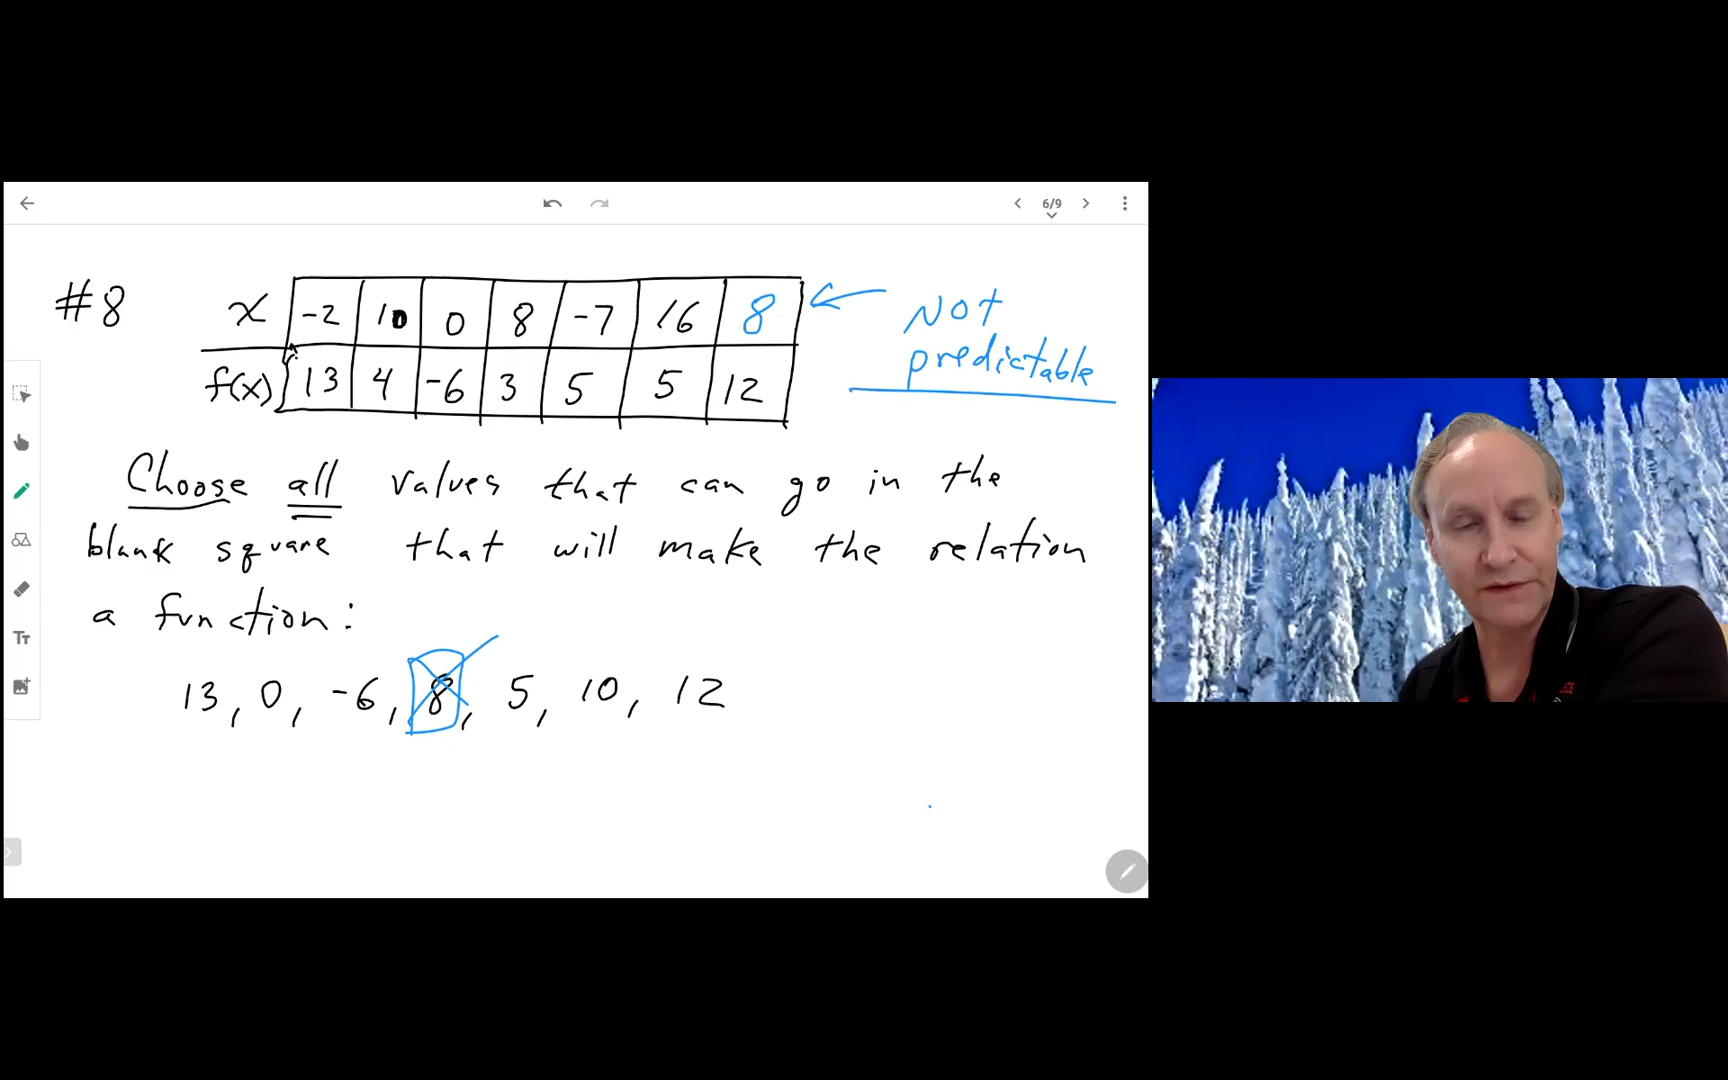 6/9
#8
x -2 10 0 8 -7 16 8
f(x) 13 4 -6 3 5 5 12
Not
predictable
Choose all values that can go in the
blank square that will make the relation
a function:
13, 0, -6, 8, 5, 10, 12
Tт